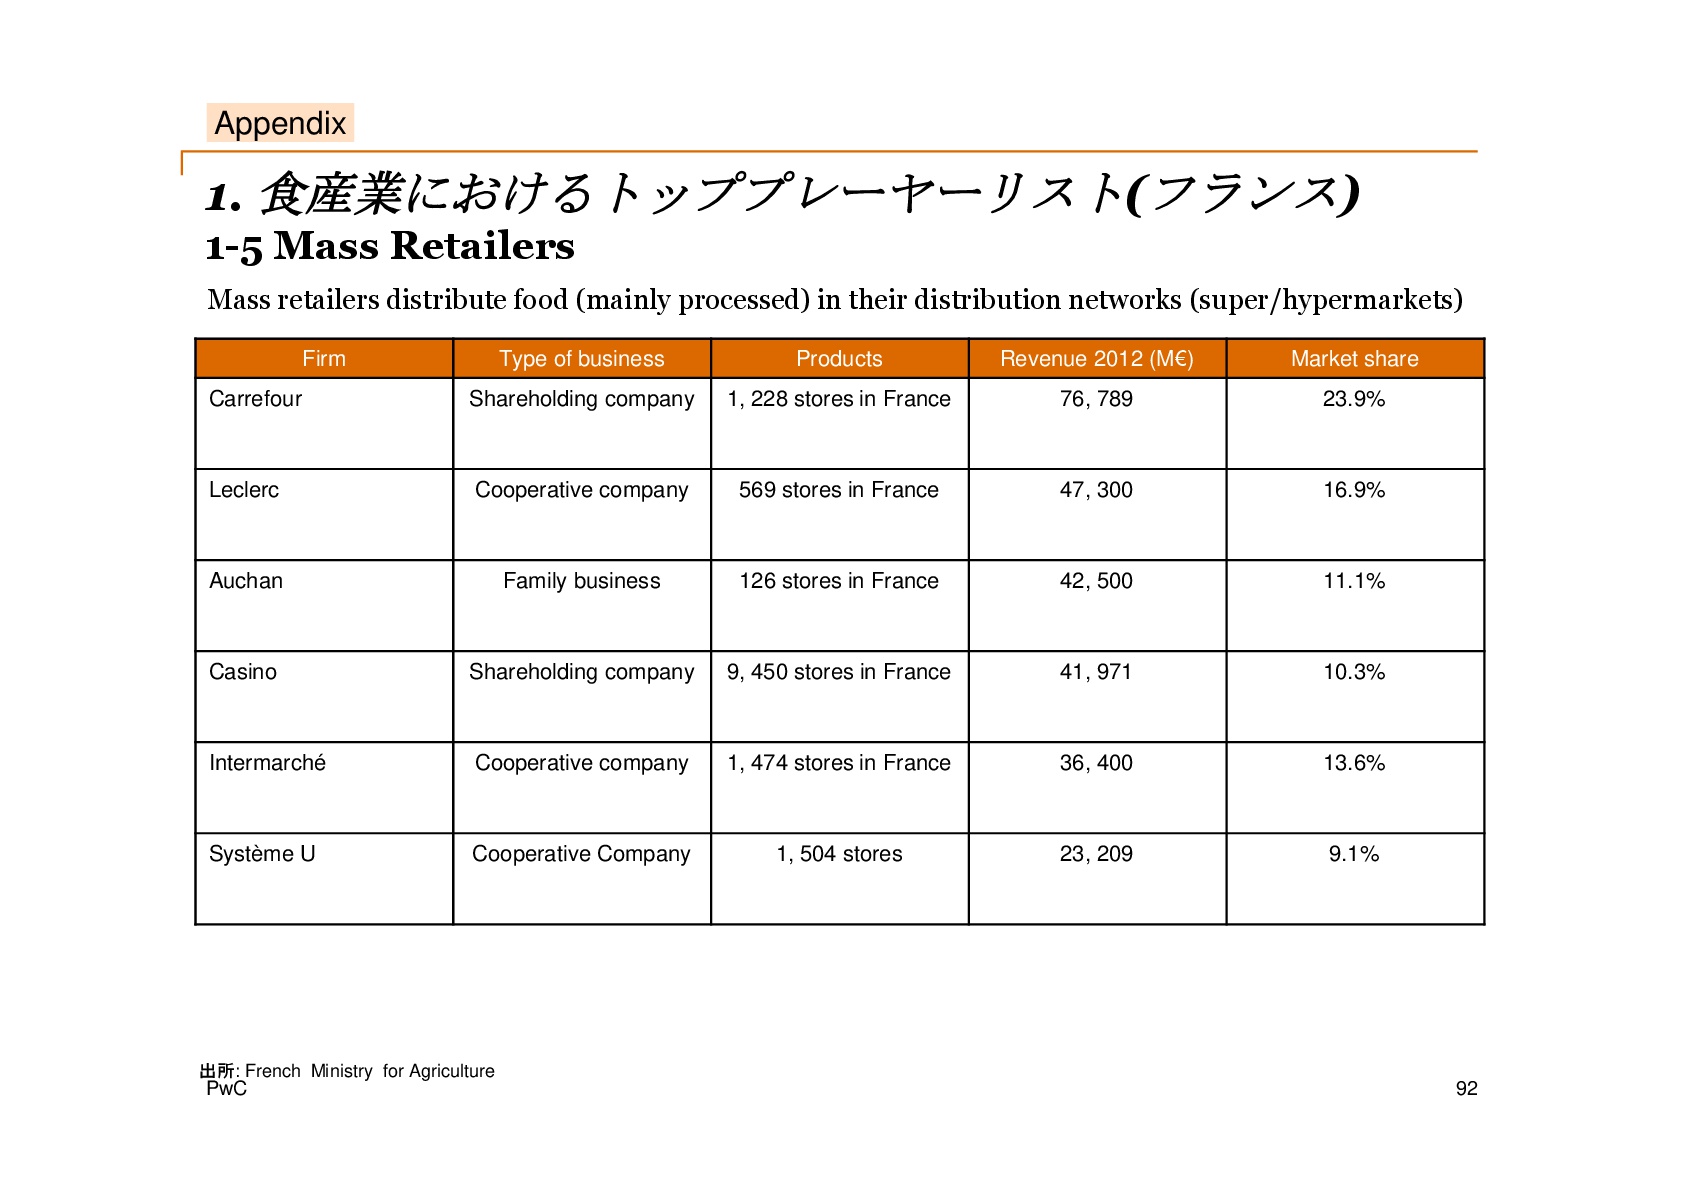 Appendix
1. 食産業におけるトッププレーヤーリスト(フランス)
1-5 Mass Retailers
Mass retailers distribute food (mainly processed) in their distribution networks (super/hypermarkets)
Firm Type of business Products Revenue 2012 (M€) Market share
Carrefour Shareholding company 1, 228 stores in France 76, 789 23.9%
Leclerc Cooperative company 569 stores in France 47, 300 16.9%
Auchan Family business 126 stores in France 42, 500 11.1%
Casino Shareholding company 9, 450 stores in France 41, 971 10.3%
Intermarché Cooperative company 1, 474 stores in France 36, 400 13.6%
Système U Cooperative Company 1, 504 stores 23, 209 9.1%
出所: French Ministry for Agriculture
PwC 92